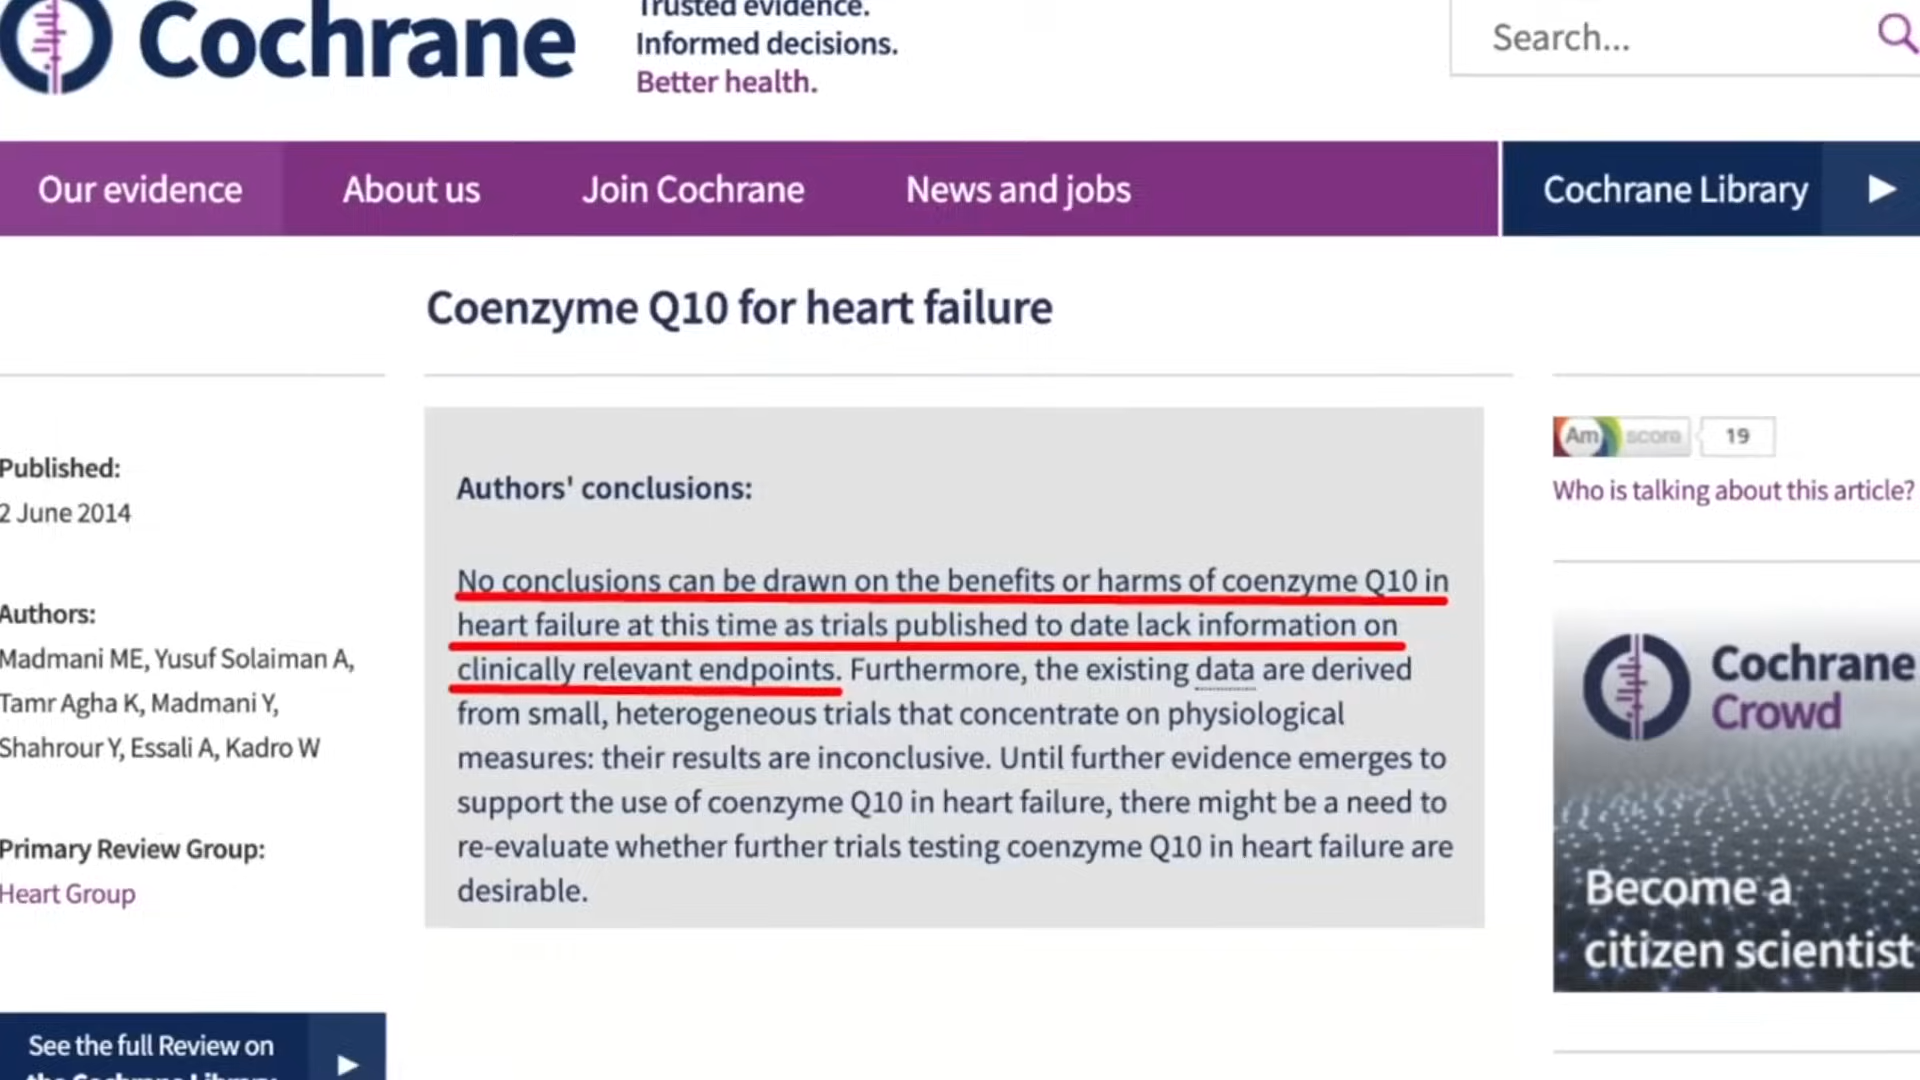 Cochrane
Trusted evidence.
Informed decisions.
Better health.
Search...
Our evidence
About us
Join Cochrane
News and jobs
Cochrane Library
Coenzyme Q10 for heart failure
Published:
2 June 2014
Authors:
Madmani ME, Yusuf Solaiman A,
Tamr Agha K, Madmani Y,
Shahrour Y, Essali A, Kadro W
Primary Review Group:
Heart Group
See the full Review on
the Cochrane Library
Authors' conclusions:
No conclusions can be drawn on the benefits or harms of coenzyme Q10 in
heart failure at this time as trials published to date lack information on
clinically relevant endpoints. Furthermore, the existing data are derived
from small, heterogeneous trials that concentrate on physiological
measures: their results are inconclusive. Until further evidence emerges to
support the use of coenzyme Q10 in heart failure, there might be a need to
re-evaluate whether further trials testing coenzyme Q10 in heart failure are
desirable.
Am score 19
Who is talking about this article?
Cochrane
Crowd
Become a
citizen scientist